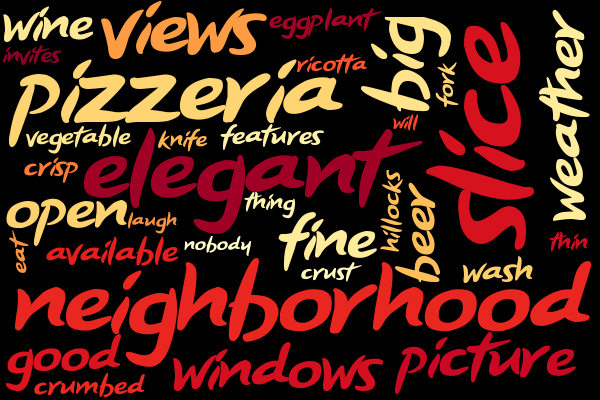 wine
views
eggplant
invites
ricotta
big
fork
slice
weather
pizzeria
will
vegetable
knife
features
crisp
elegant
thing
open
laugh
hillocks
beer
eat
available
nobody
fine
crust
wash
thin
neighborhood
good
crumbed
windows
picture